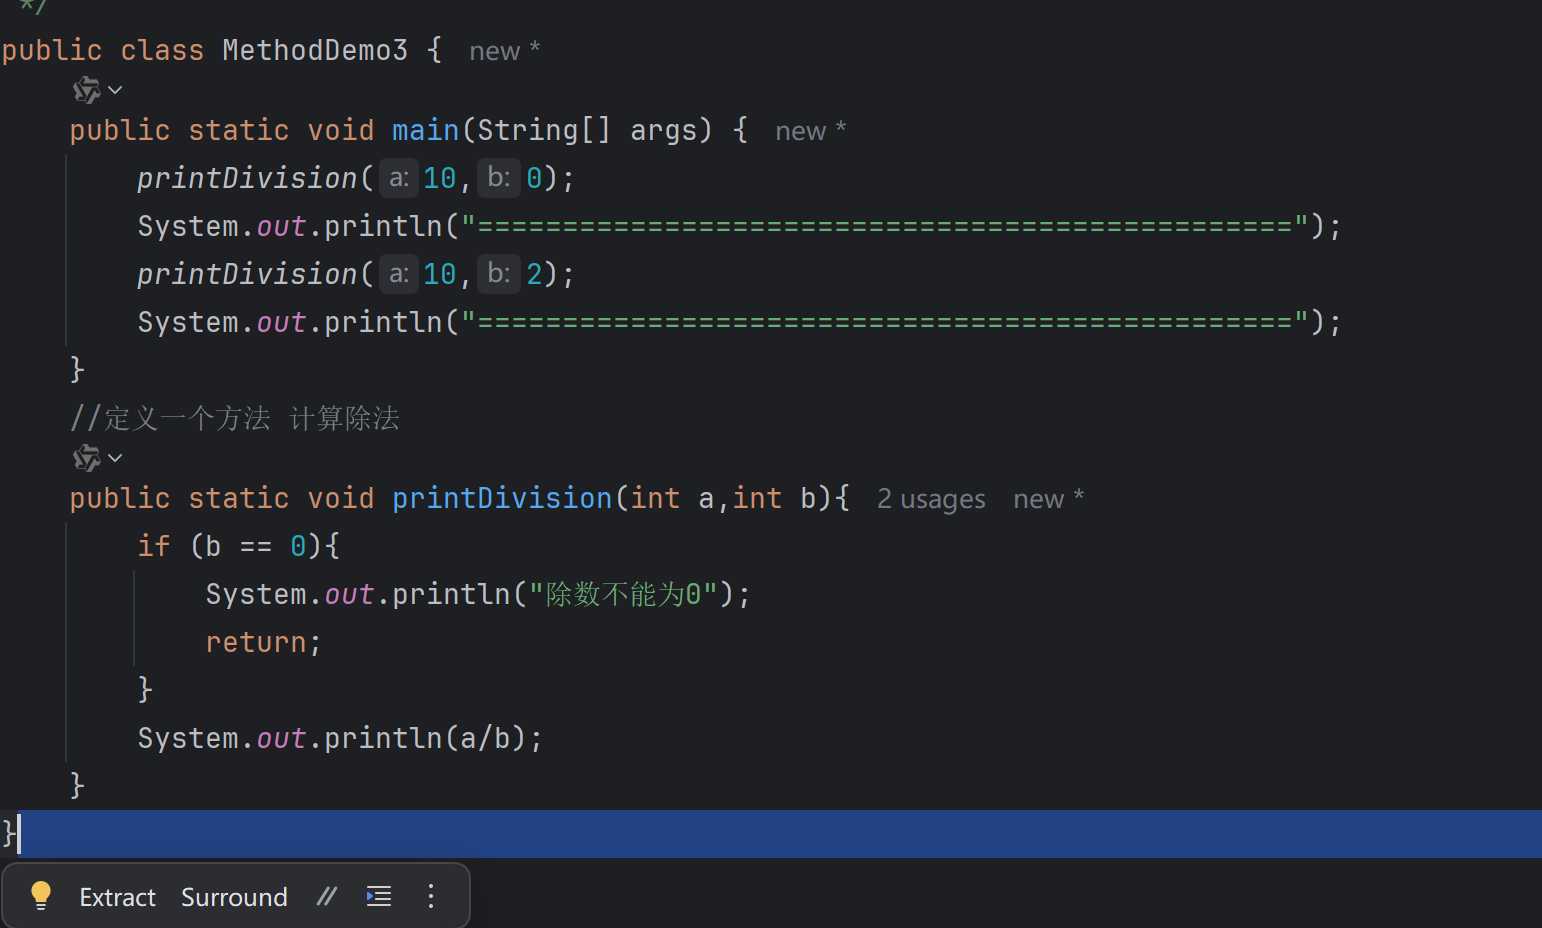 */
public class MethodDemo3 { new *
public static void main(String[] args) { new *
printDivision( a: 10, b: 0);
System.out.println("================================================");
printDivision( a: 10, b: 2);
System.out.println("================================================");
}
//定义一个方法 计算除法
public static void printDivision(int a,int b){ 2 usages new *
if (b == 0){
System.out.println("除数不能为0");
return;
}
System.out.println(a/b);
}
}
Extract Surround //